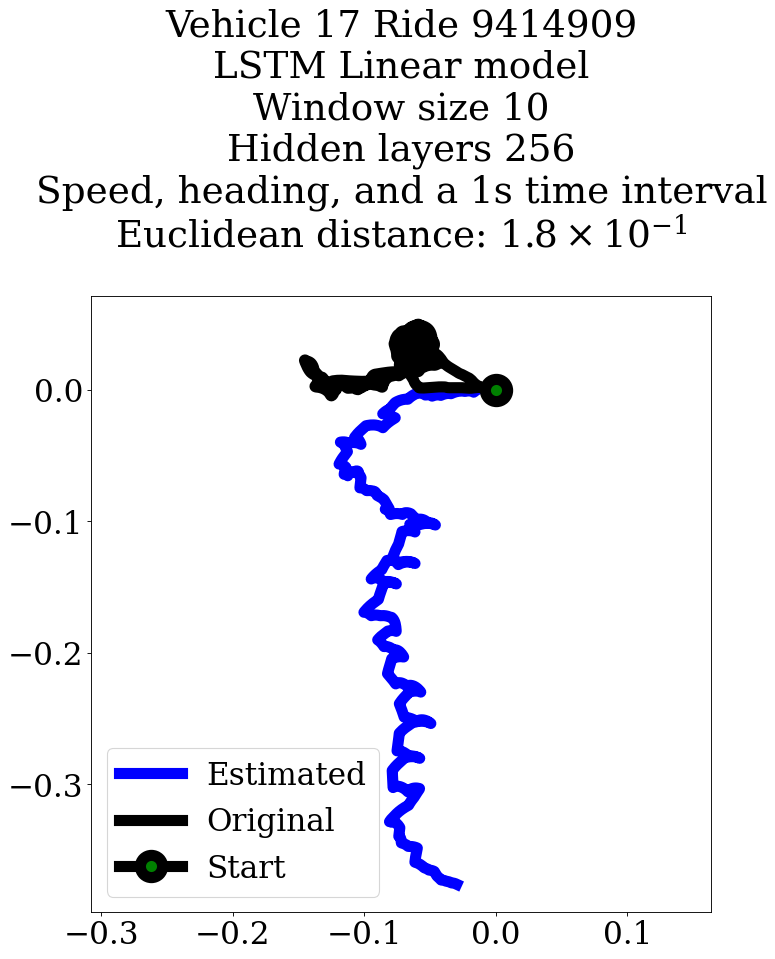 Vehicle 17 Ride 9414909
LSTM Linear model
Window size 10
Hidden layers 256
Speed, heading, and a 1s time interval
Euclidean distance: 1.8 × 10⁻¹
0.0
−0.1
−0.2
−0.3
Estimated
Original
Start
−0.3 −0.2 −0.1 0.0 0.1